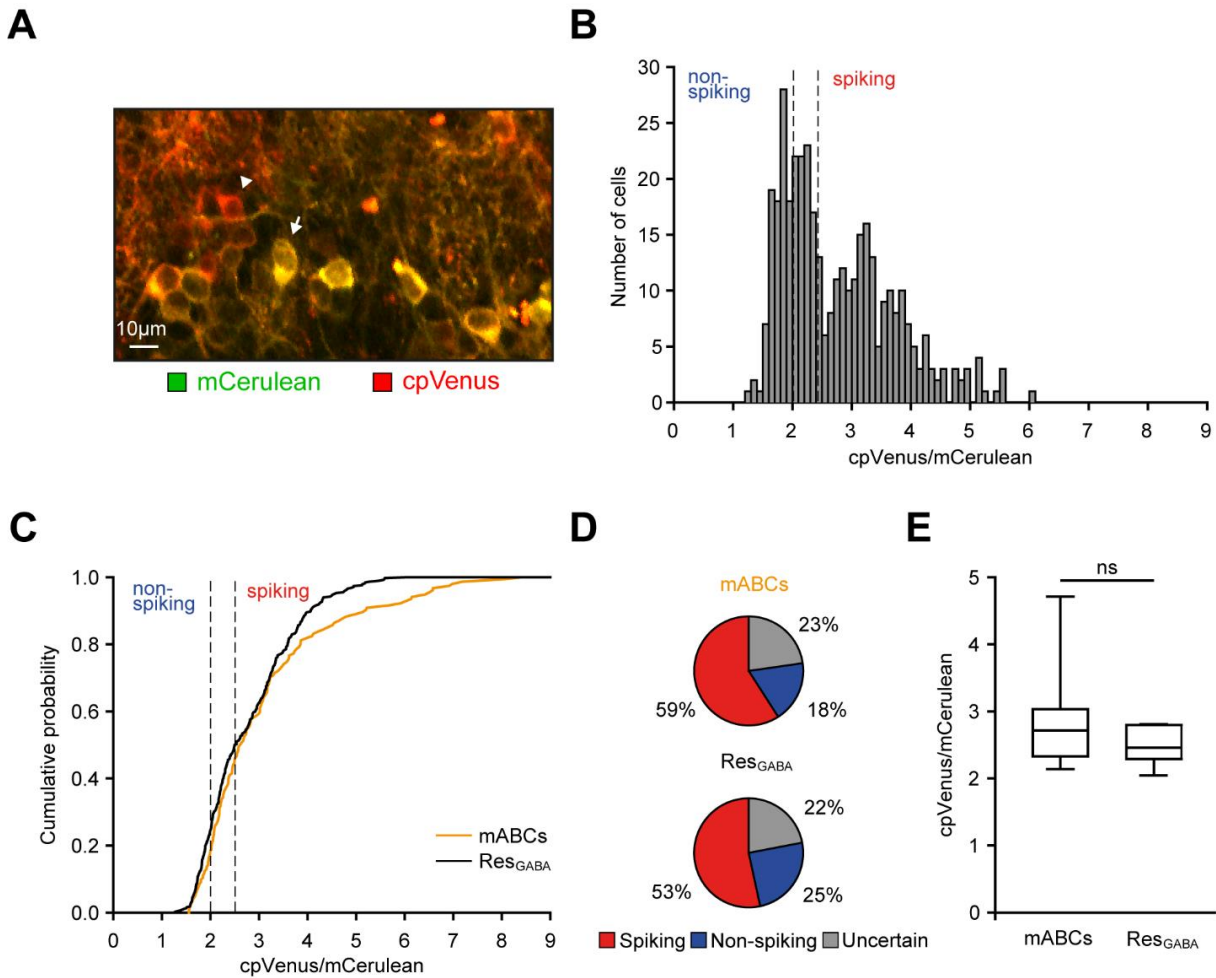 A
10μm
mCerulean
cpVenus
B
30
25
20
15
10
5
0
Number of cells
non-
spiking
spiking
0 1 2 3 4 5 6 7 8 9
cpVenus/mCerulean
C
1.0
0.8
0.6
0.4
0.2
0.0
Cumulative probability
non-
spiking
spiking
mABCs
ResGABA
0 1 2 3 4 5 6 7 8 9
cpVenus/mCerulean
D
mABCs
23%
59%
18%
ResGABA
22%
53%
25%
Spiking Non-spiking Uncertain
E
ns
5
4
3
2
1
0
cpVenus/mCerulean
mABCs ResGABA